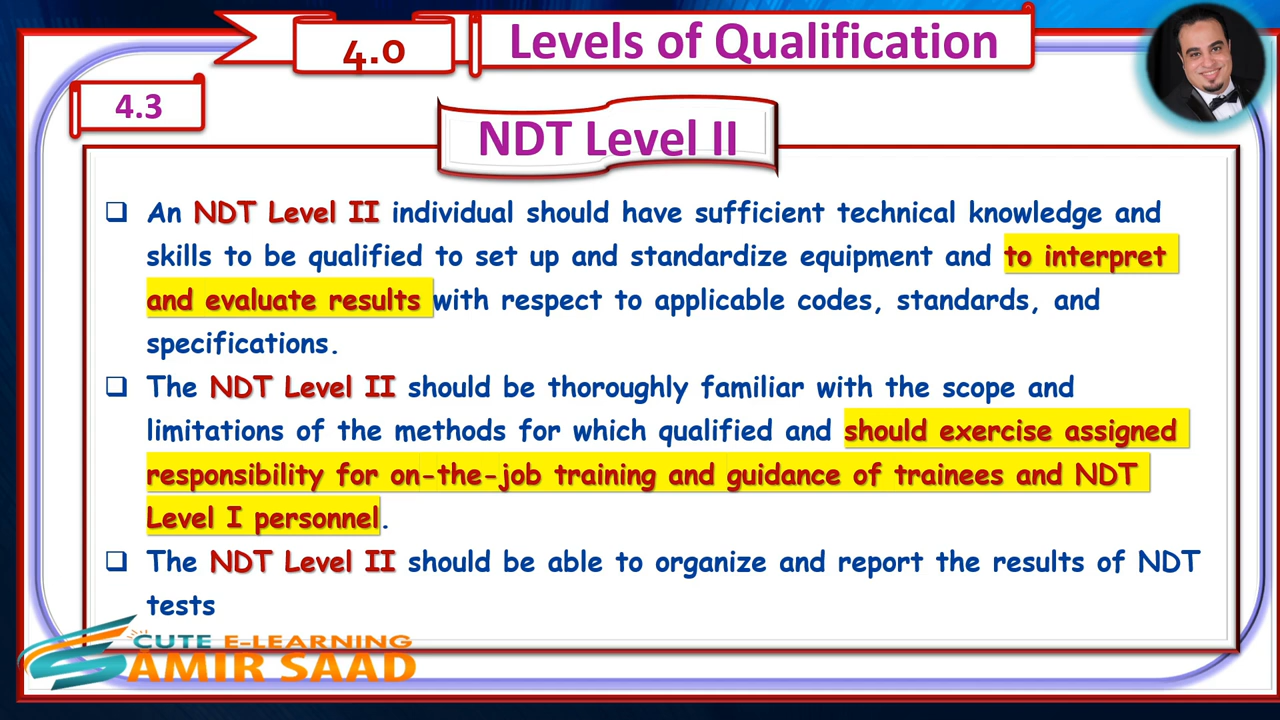 4.0
Levels of Qualification
4.3
NDT Level II
An NDT Level II individual should have sufficient technical knowledge and
skills to be qualified to set up and standardize equipment and to interpret
and evaluate results with respect to applicable codes, standards, and
specifications.
The NDT Level II should be thoroughly familiar with the scope and
limitations of the methods for which qualified and should exercise assigned
responsibility for on-the-job training and guidance of trainees and NDT
Level I personnel.
The NDT Level II should be able to organize and report the results of NDT
tests
CUTE E-LEARNING
SAMIR SAAD